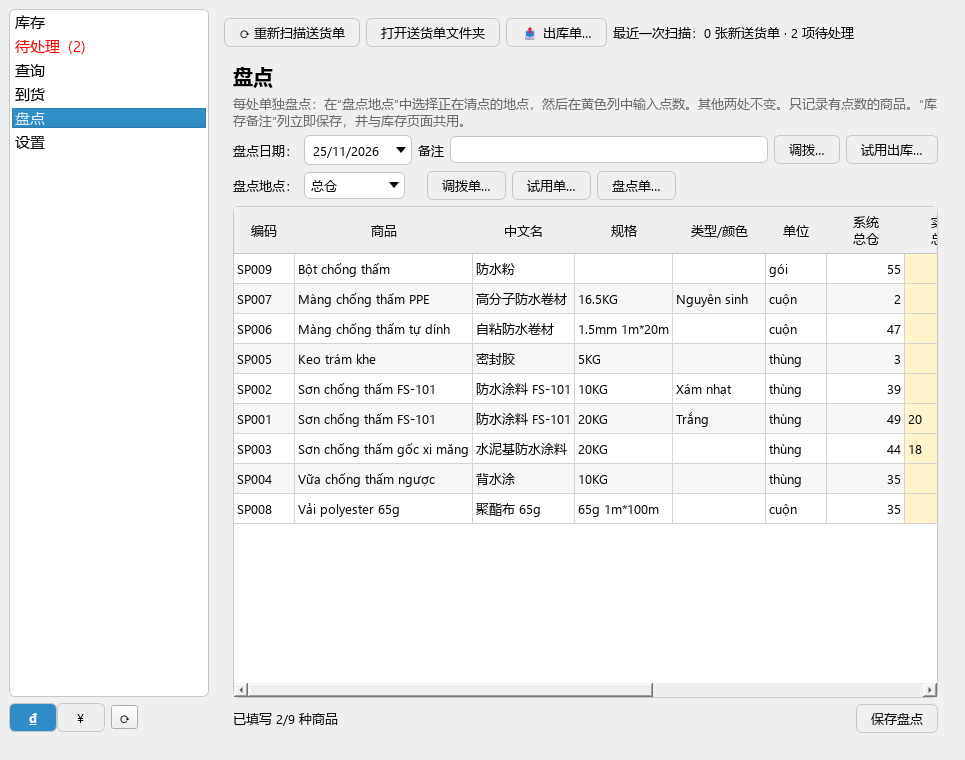 库存
待处理 (2)
查询
到货
盘点
设置
重新扫描送货单 打开送货单文件夹 出库单... 最近一次扫描：0 张新送货单 · 2 项待处理
盘点
每处单独盘点：在“盘点地点”中选择正在清点的地点，然后在黄色列中输入点数。其他两处不变。只记录有点数的商品。“库
存备注”列立即保存，并与库存页面共用。
盘点日期： 25/11/2026 备注 调拨... 试用出库...
盘点地点： 总仓 调拨单... 试用单... 盘点单...
编码 商品 中文名 规格 类型/颜色 单位 系统
总仓
SP009 Bột chống thấm 防水粉 gói 55
SP007 Màng chống thấm PPE 高分子防水卷材 16.5KG Nguyên sinh cuộn 2
SP006 Màng chống thấm tự dính 自粘防水卷材 1.5mm 1m*20m cuộn 47
SP005 Keo trám khe 密封胶 5KG thùng 3
SP002 Sơn chống thấm FS-101 防水涂料 FS-101 10KG Xám nhạt thùng 39
SP001 Sơn chống thấm FS-101 防水涂料 FS-101 20KG Trắng thùng 49 20
SP003 Sơn chống thấm gốc xi măng 水泥基防水涂料 20KG thùng 44 18
SP004 Vữa chống thấm ngược 背水涂 10KG thùng 35
SP008 Vải polyester 65g 聚酯布 65g 65g 1m*100m cuộn 35
₫ ¥ 已填写 2/9 种商品 保存盘点